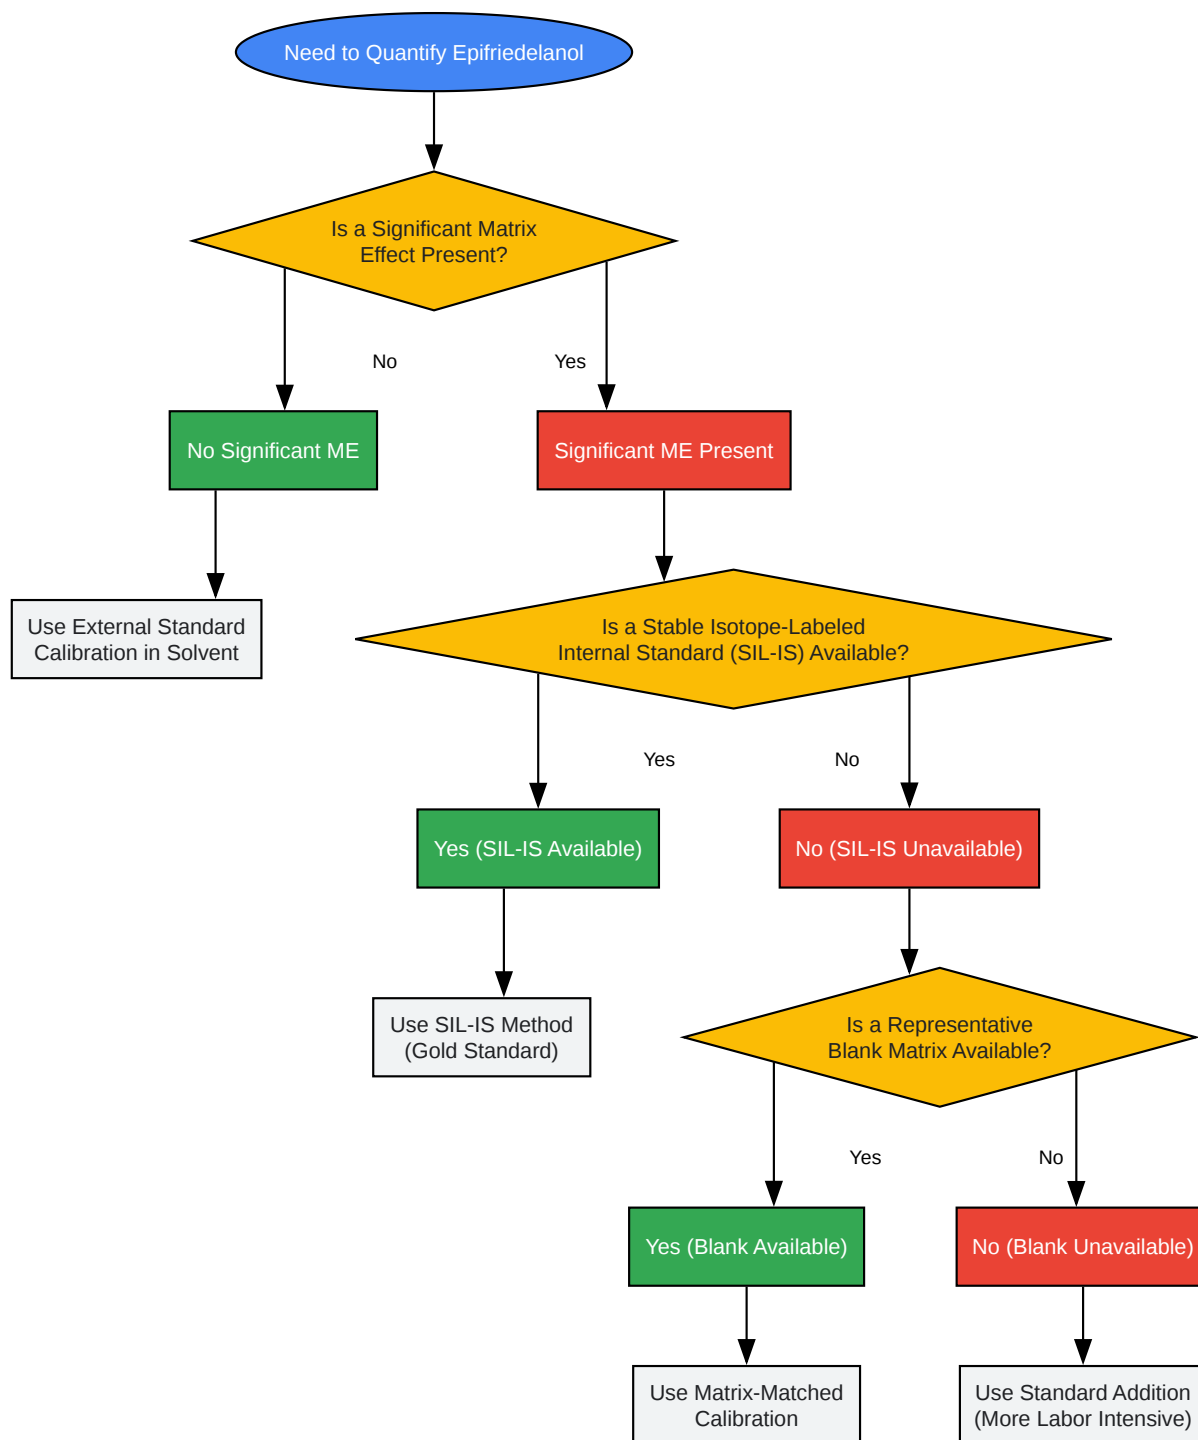 Need to Quantify Epifriedelanol
Is a Significant Matrix
Effect Present?
No
Yes
No Significant ME
Significant ME Present
Use External Standard
Calibration in Solvent
Is a Stable Isotope-Labeled
Internal Standard (SIL-IS) Available?
Yes
No
Yes (SIL-IS Available)
No (SIL-IS Unavailable)
Use SIL-IS Method
(Gold Standard)
Is a Representative
Blank Matrix Available?
Yes
No
Yes (Blank Available)
No (Blank Unavailable)
Use Matrix-Matched
Calibration
Use Standard Addition
(More Labor Intensive)